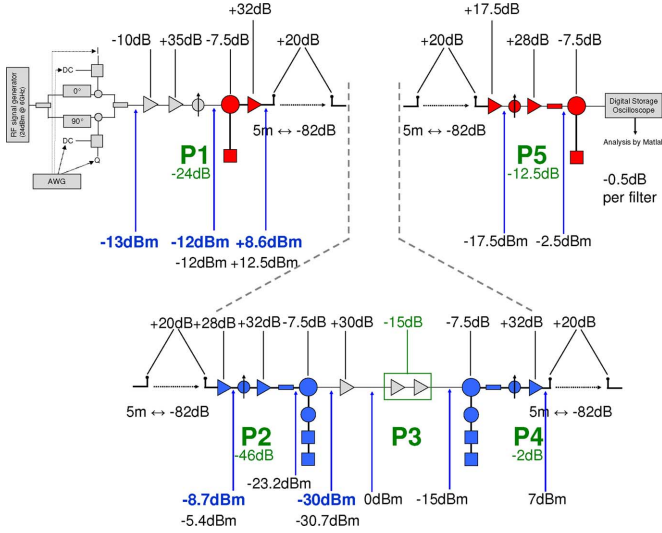 +32dB
-10dB
+35dB
-7.5dB
+20dB
RF signal generator
(24dBm @ 6GHz)
DC
I
0°
90°
DC
Q
AWG
5m ↔ -82dB
P1
-24dB
-13dBm
-12dBm
+8.6dBm
-12dBm
+12.5dBm
+17.5dB
-7.5dB
+20dB
+28dB
5m ↔ -82dB
P5
-12.5dB
Digital Storage
Oscilloscope
Analysis by Matlab
-0.5dB
per filter
-17.5dBm
-2.5dBm
+20dB
+28dB
+32dB
-7.5dB
+30dB
-15dB
-7.5dB
+32dB
+20dB
5m ↔ -82dB
P2
-46dB
P3
P4
-2dB
5m ↔ -82dB
-23.2dBm
-8.7dBm
-30dBm
0dBm
-15dBm
7dBm
-5.4dBm
-30.7dBm